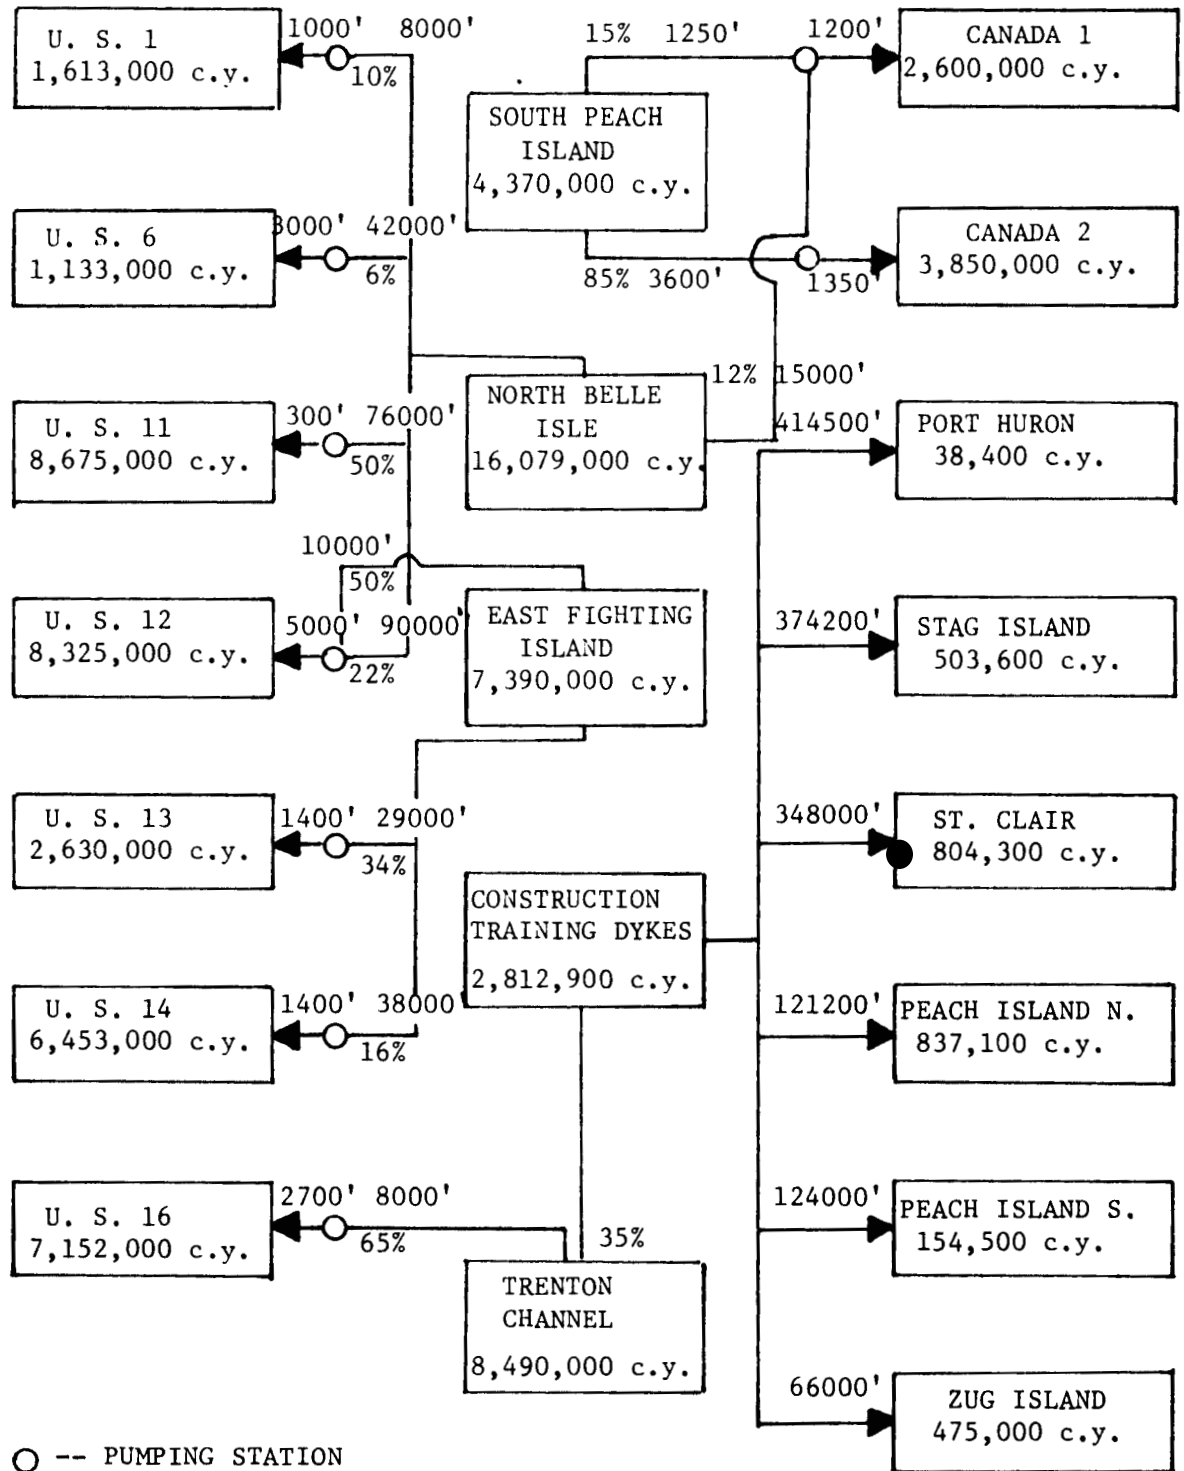 1000' 8000'
U. S. 1
1,613,000 c.y.
10%
15% 1250' 1200'
CANADA 1
2,600,000 c.y.
SOUTH PEACH
ISLAND
4,370,000 c.y.
3000' 42000'
U. S. 6
1,133,000 c.y.
6%
85% 3600' 1350'
CANADA 2
3,850,000 c.y.
12% 15000'
300' 76000'
U. S. 11
8,675,000 c.y.
50%
NORTH BELLE
ISLE
16,079,000 c.y.
414500'
PORT HURON
38,400 c.y.
10000'
50%
5000' 90000'
U. S. 12
8,325,000 c.y.
22%
EAST FIGHTING
ISLAND
7,390,000 c.y.
374200'
STAG ISLAND
503,600 c.y.
1400' 29000'
U. S. 13
2,630,000 c.y.
34%
348000'
ST. CLAIR
804,300 c.y.
CONSTRUCTION
TRAINING DYKES
2,812,900 c.y.
1400' 38000'
U. S. 14
6,453,000 c.y.
16%
121200'
PEACH ISLAND N.
837,100 c.y.
2700' 8000'
U. S. 16
7,152,000 c.y.
65%
35%
124000'
PEACH ISLAND S.
154,500 c.y.
TRENTON
CHANNEL
8,490,000 c.y.
66000'
ZUG ISLAND
475,000 c.y.
-- PUMPING STATION